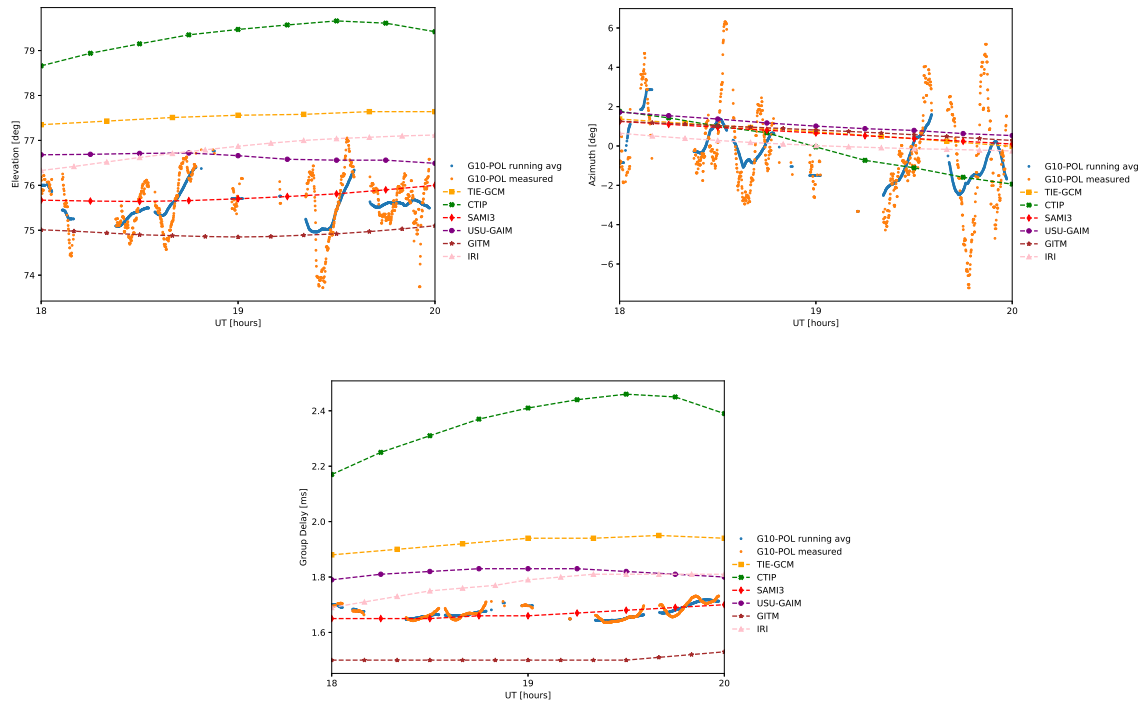 79
78
77
76
75
74
Elevation [deg]
18
19
20
UT [hours]
G10-POL running avg
G10-POL measured
TIE-GCM
CTIP
SAMI3
USU-GAIM
GITM
IRI
6
4
2
0
−2
−4
−6
Azimuth [deg]
18
19
20
UT [hours]
G10-POL running avg
G10-POL measured
TIE-GCM
CTIP
SAMI3
USU-GAIM
GITM
IRI
2.4
2.2
2.0
1.8
1.6
Group Delay [ms]
18
19
20
UT [hours]
G10-POL running avg
G10-POL measured
TIE-GCM
CTIP
SAMI3
USU-GAIM
GITM
IRI